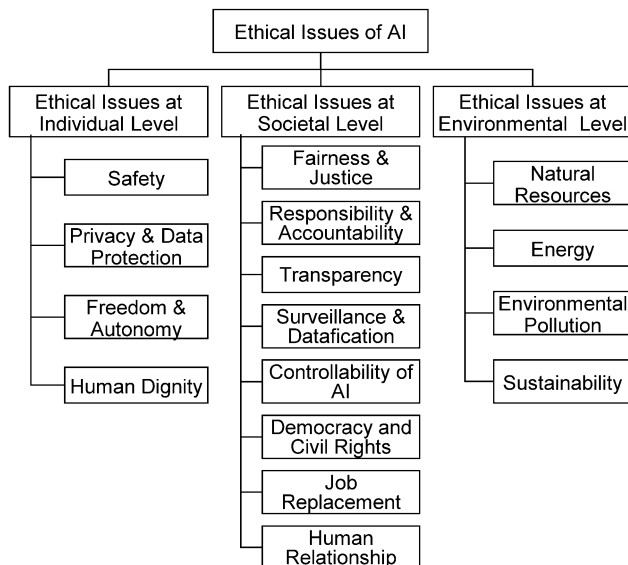 Ethical Issues of AI
Ethical Issues at
Individual Level
Safety
Privacy & Data
Protection
Freedom &
Autonomy
Human Dignity
Ethical Issues at
Societal Level
Fairness &
Justice
Responsibility &
Accountability
Transparency
Surveillance &
Datafication
Controllability of
AI
Democracy and
Civil Rights
Job
Replacement
Human
Relationship
Ethical Issues at
Environmental Level
Natural
Resources
Energy
Environmental
Pollution
Sustainability